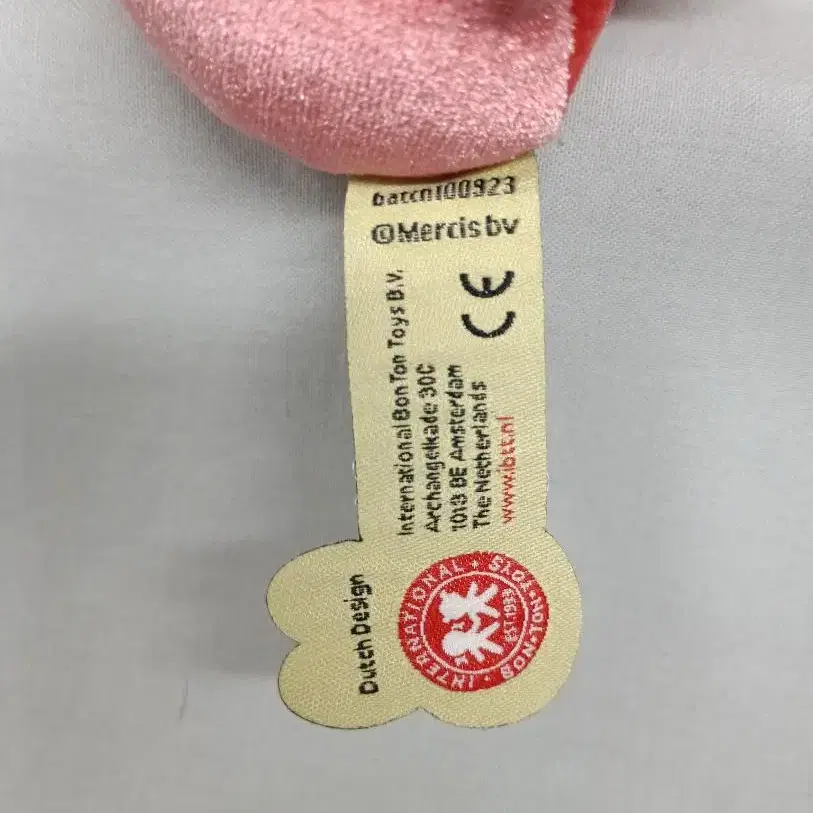 batch100923
©Mercis bv
CE
International Bon Ton Toys B.V.
Archangelkade 30C
1013 BE Amsterdam
The Netherlands
www.ibtt.nl
Dutch Design
INTERNATIONAL • BON•TON•TOYS •
EST.1988